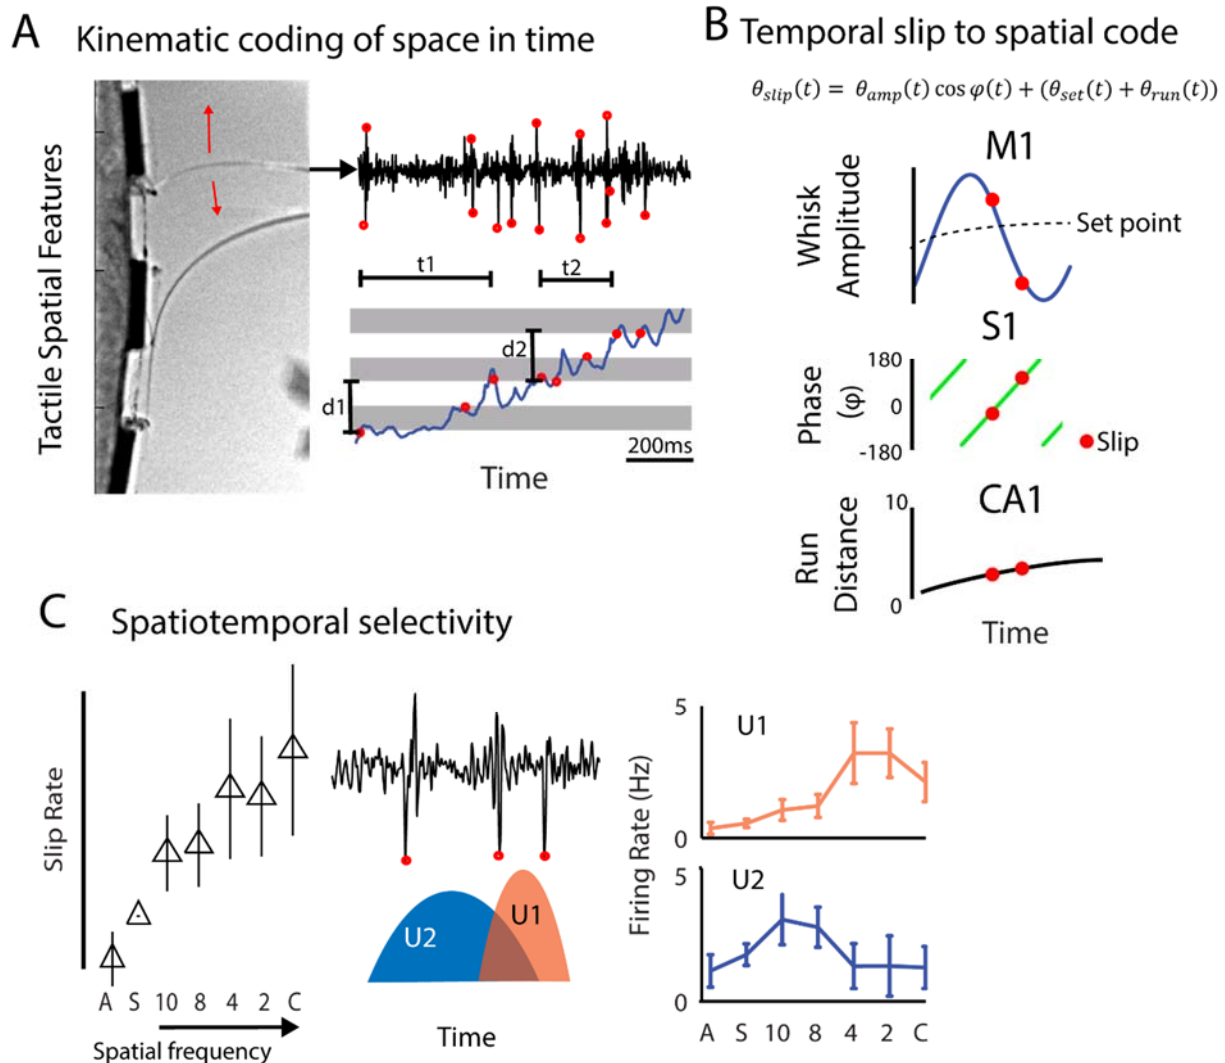 A Kinematic coding of space in time
Tactile Spatial Features
t1
t2
d1
d2
200ms
Time
B Temporal slip to spatial code
θslip(t) = θamp(t) cos φ(t) + (θset(t) + θrun(t))
M1
Whisk
Amplitude
Set point
S1
Phase
(φ)
180
0
-180
Slip
CA1
Run
Distance
10
0
Time
C Spatiotemporal selectivity
Slip Rate
A S 10 8 4 2 C
Spatial frequency
U2
U1
Time
Firing Rate (Hz)
5
U1
0
5
U2
0
A S 10 8 4 2 C